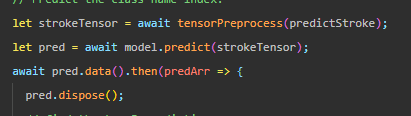 // Predict the class name index.
let strokeTensor = await tensorPreprocess(predictStroke);
let pred = await model.predict(strokeTensor);
await pred.data().then(predArr => {
pred.dispose();